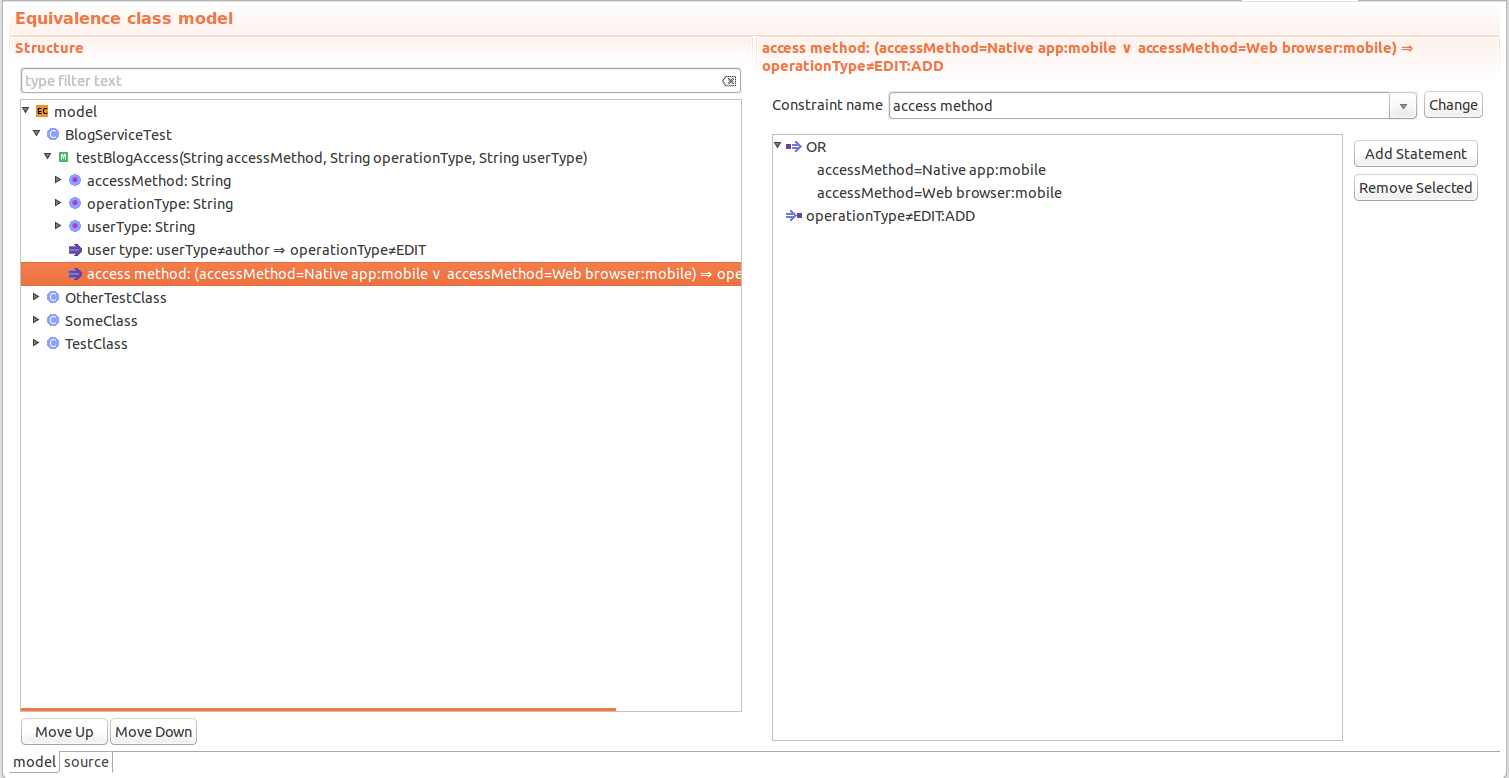 Equivalence class model
Structure
type filter text
EC model
C BlogServiceTest
M testBlogAccess(String accessMethod, String operationType, String userType)
accessMethod: String
operationType: String
userType: String
user type: userType≠author ⇒ operationType≠EDIT
access method: (accessMethod=Native app:mobile ∨ accessMethod=Web browser:mobile) ⇒ ope
C OtherTestClass
C SomeClass
C TestClass
Move Up Move Down
model source
access method: (accessMethod=Native app:mobile ∨ accessMethod=Web browser:mobile) ⇒
operationType≠EDIT:ADD
Constraint name access method Change
OR
accessMethod=Native app:mobile
accessMethod=Web browser:mobile
operationType≠EDIT:ADD
Add Statement
Remove Selected